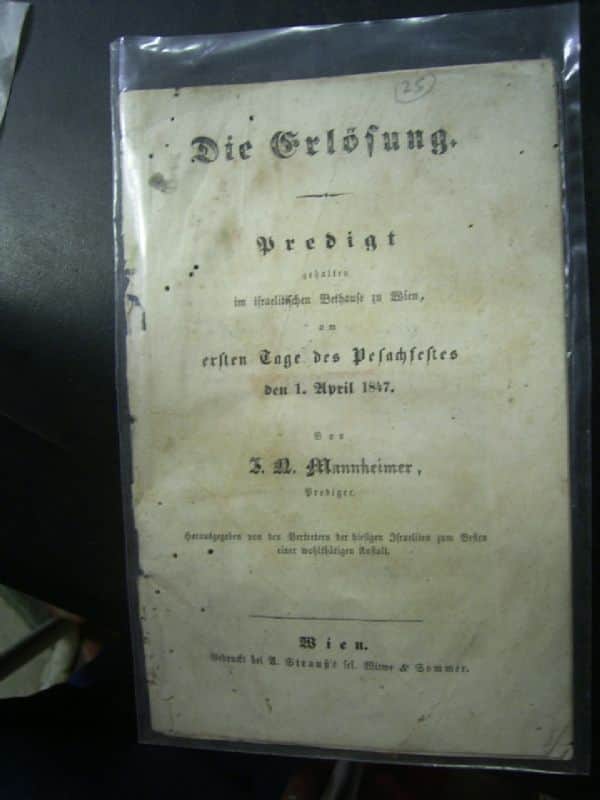 25
Die Erlösung.
Predigt
gehalten
im israelitischen Bethause zu Wien,
am
ersten Tage des Pesachfestes
den 1. April 1847.
Von
I. N. Mannheimer,
Prediger.
Herausgegeben von den Vertretern der hiesigen Israeliten zum Besten
einer wohlthätigen Anstalt.
Wien.
Gedruckt bei A. Strauß's sel. Witwe & Sommer.